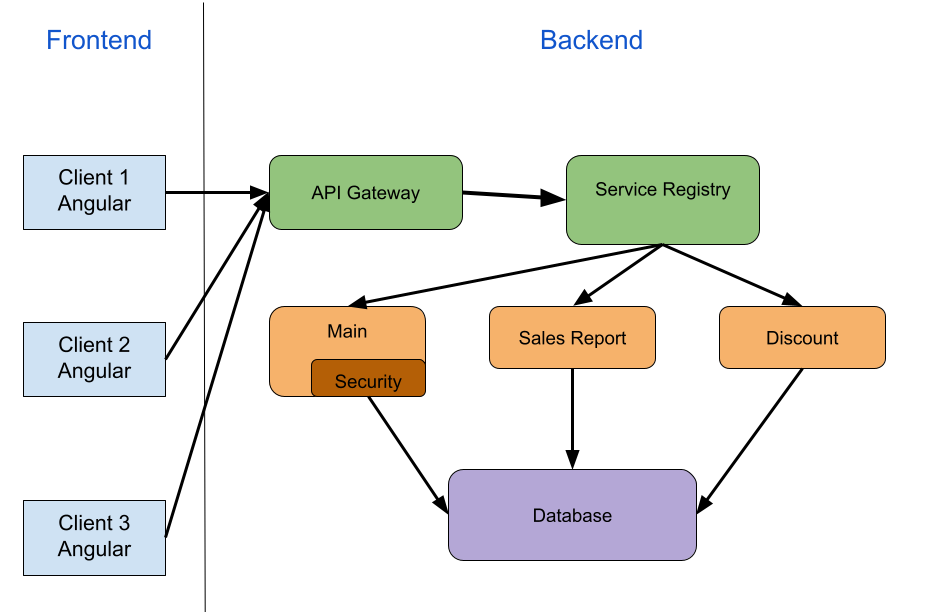 Frontend
Backend
Client 1
Angular
API Gateway
Service Registry
Client 2
Angular
Main
Security
Sales Report
Discount
Client 3
Angular
Database